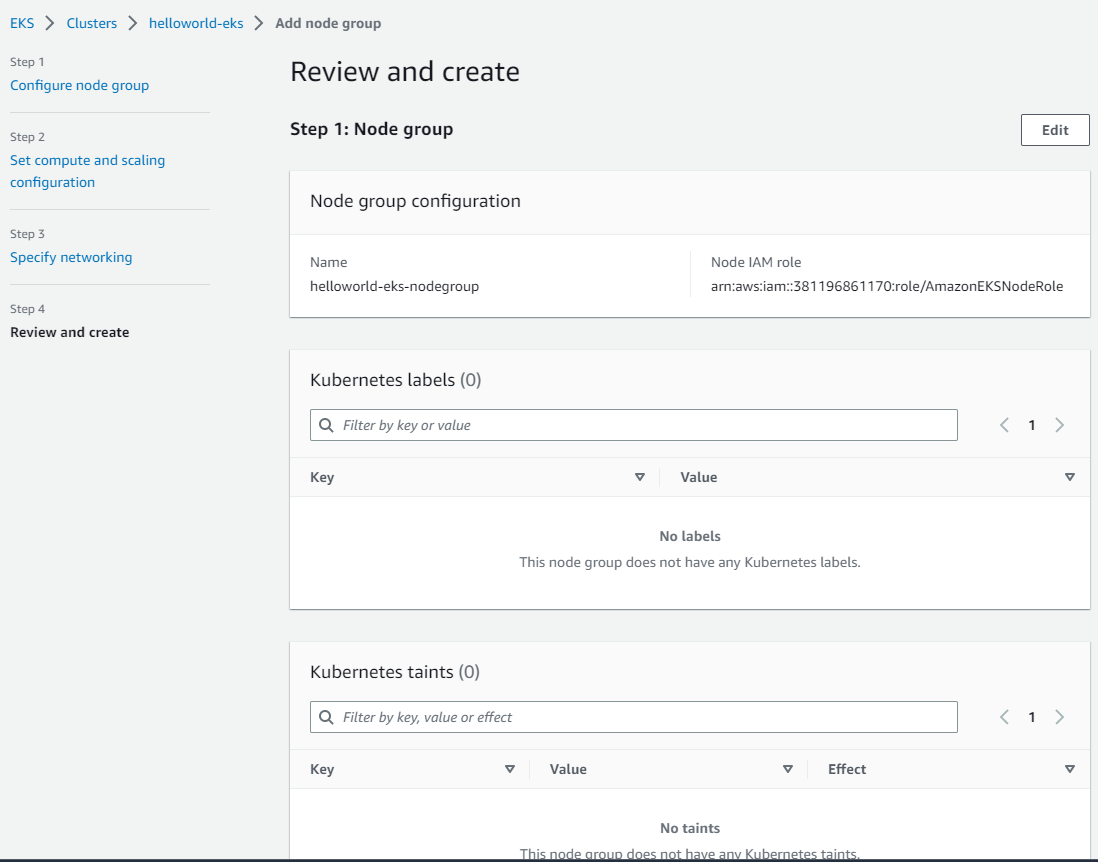 EKS > Clusters > helloworld-eks > Add node group
Step 1
Configure node group
Step 2
Set compute and scaling
configuration
Step 3
Specify networking
Step 4
Review and create
Review and create
Step 1: Node group
Edit
Node group configuration
Name
helloworld-eks-nodegroup
Node IAM role
arn:aws:iam::381196861170:role/AmazonEKSNodeRole
Kubernetes labels (0)
Filter by key or value
1
Key Value
No labels
This node group does not have any Kubernetes labels.
Kubernetes taints (0)
Filter by key, value or effect
1
Key Value Effect
No taints
This node group does not have any Kubernetes taints.